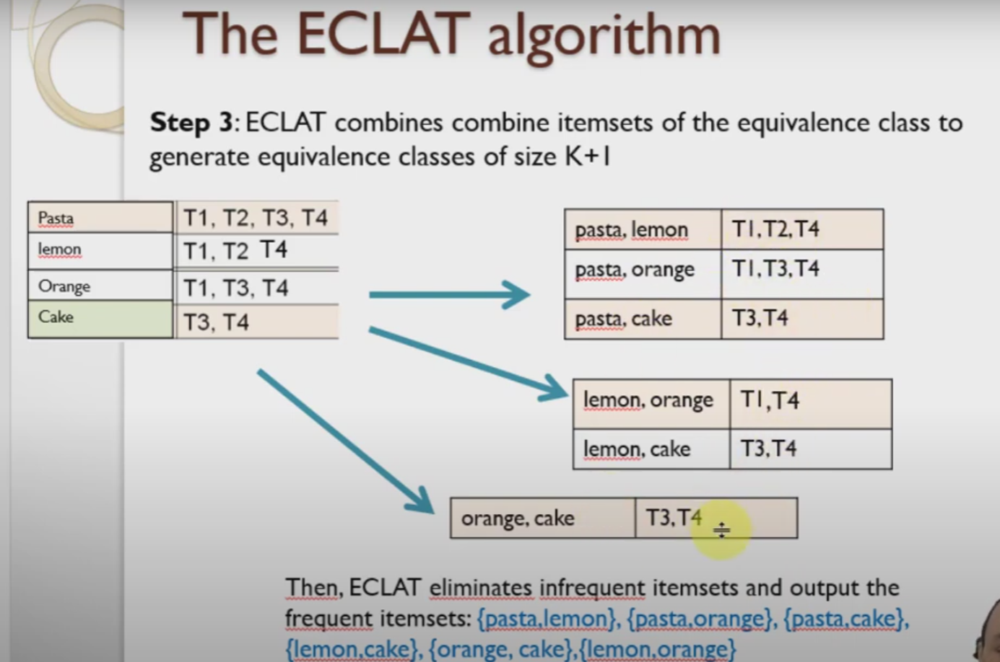 The ECLAT algorithm
Step 3: ECLAT combines combine itemsets of the equivalence class to
generate equivalence classes of size K+1
Pasta T1, T2, T3, T4
lemon T1, T2 T4
Orange T1, T3, T4
Cake T3, T4
pasta, lemon T1,T2,T4
pasta, orange T1,T3,T4
pasta, cake T3,T4
lemon, orange T1,T4
lemon, cake T3,T4
orange, cake T3,T4
Then, ECLAT eliminates infrequent itemsets and output the
frequent itemsets: {pasta,lemon}, {pasta,orange}, {pasta,cake},
{lemon,cake}, {orange, cake},{lemon,orange}